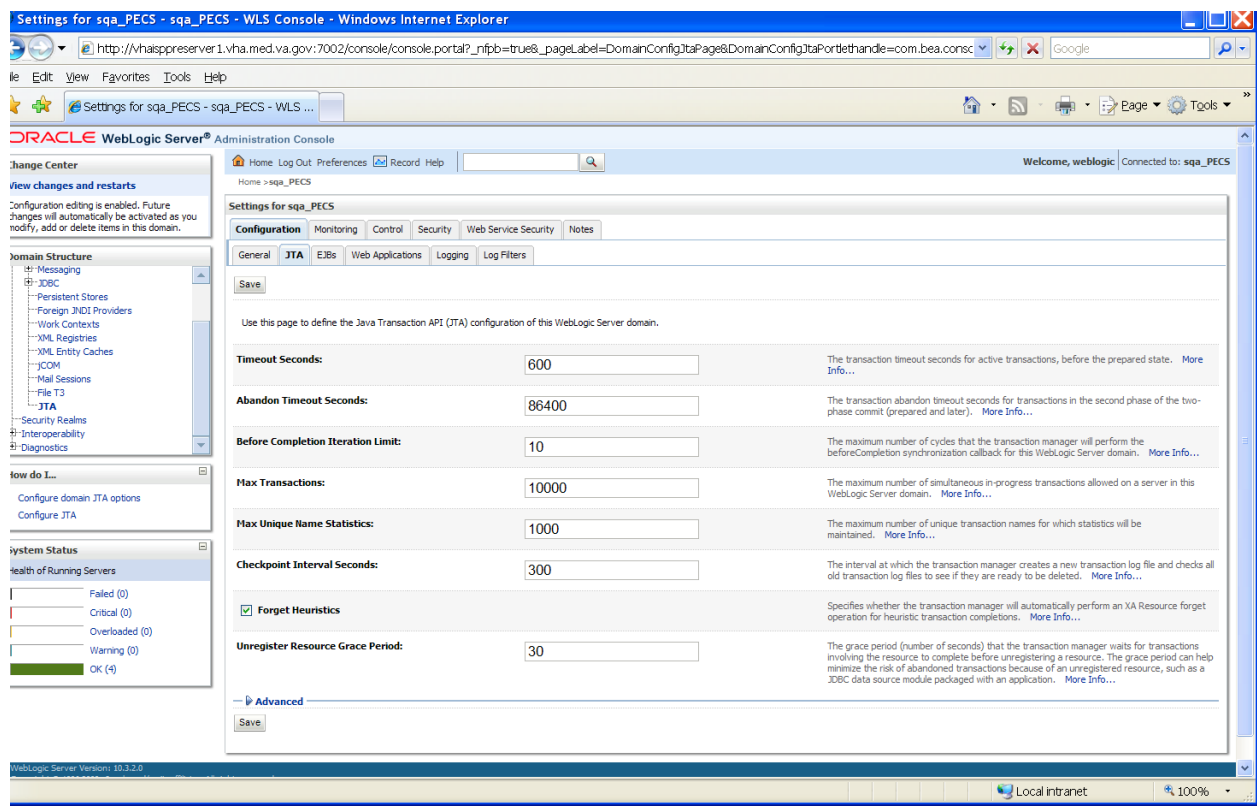 Settings for sqa_PECS - sqa_PECS - WLS Console - Windows Internet Explorer
http://vhaisppreserver1.vha.med.va.gov:7002/console/console.portal?_nfpb=true&_pageLabel=DomainConfigJtaPage&DomainConfigJtaPortlethandle=com.bea.consc
Google
ile Edit View Favorites Tools Help
Settings for sqa_PECS - sqa_PECS - WLS ...
Page Tools »
ORACLE WebLogic Server® Administration Console
Change Center
View changes and restarts
Configuration editing is enabled. Future
changes will automatically be activated as you
modify, add or delete items in this domain.
Domain Structure
Messaging
JDBC
Persistent Stores
Foreign JNDI Providers
Work Contexts
XML Registries
XML Entity Caches
jCOM
Mail Sessions
File T3
JTA
Security Realms
Interoperability
Diagnostics
How do I...
Configure domain JTA options
Configure JTA
System Status
Health of Running Servers
Failed (0)
Critical (0)
Overloaded (0)
Warning (0)
OK (4)
Home Log Out Preferences Record Help
Welcome, weblogic Connected to: sqa_PECS
Home >sqa_PECS
Settings for sqa_PECS
Configuration Monitoring Control Security Web Service Security Notes
General JTA EJBs Web Applications Logging Log Filters
Save
Use this page to define the Java Transaction API (JTA) configuration of this WebLogic Server domain.
Timeout Seconds:
600
The transaction timeout seconds for active transactions, before the prepared state. More
Info...
Abandon Timeout Seconds:
86400
The transaction abandon timeout seconds for transactions in the second phase of the two-
phase commit (prepared and later). More Info...
Before Completion Iteration Limit:
10
The maximum number of cycles that the transaction manager will perform the
beforeCompletion synchronization callback for this WebLogic Server domain. More Info...
Max Transactions:
10000
The maximum number of simultaneous in-progress transactions allowed on a server in this
WebLogic Server domain. More Info...
Max Unique Name Statistics:
1000
The maximum number of unique transaction names for which statistics will be
maintained. More Info...
Checkpoint Interval Seconds:
300
The interval at which the transaction manager creates a new transaction log file and checks all
old transaction log files to see if they are ready to be deleted. More Info...
Forget Heuristics
Specifies whether the transaction manager will automatically perform an XA Resource forget
operation for heuristic transaction completions. More Info...
Unregister Resource Grace Period:
30
The grace period (number of seconds) that the transaction manager waits for transactions
involving the resource to complete before unregistering a resource. The grace period can help
minimize the risk of abandoned transactions because of an unregistered resource, such as a
JDBC data source module packaged with an application. More Info...
Advanced
Save
WebLogic Server Version: 10.3.2.0
Local intranet
100%